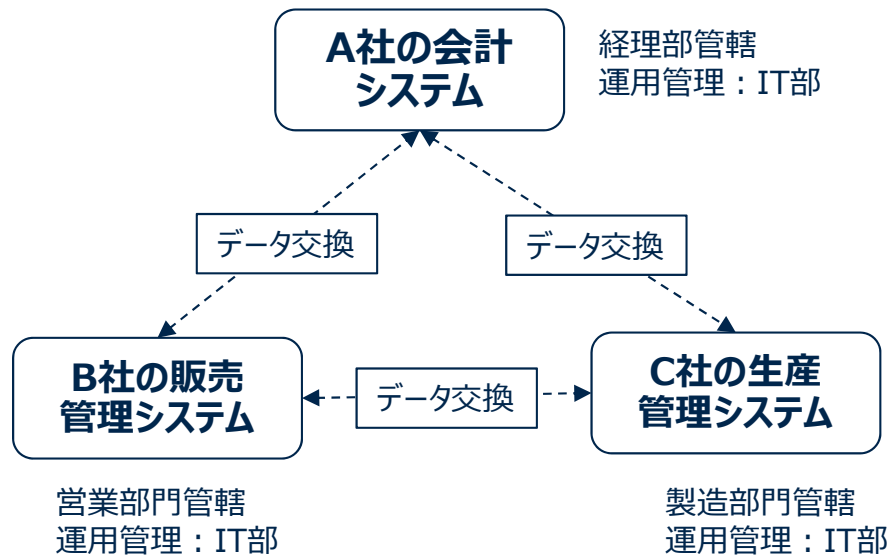 A社の会計
システム
経理部管轄
運用管理：IT部
データ交換
データ交換
B社の販売
管理システム
データ交換
C社の生産
管理システム
営業部門管轄
運用管理：IT部
製造部門管轄
運用管理：IT部